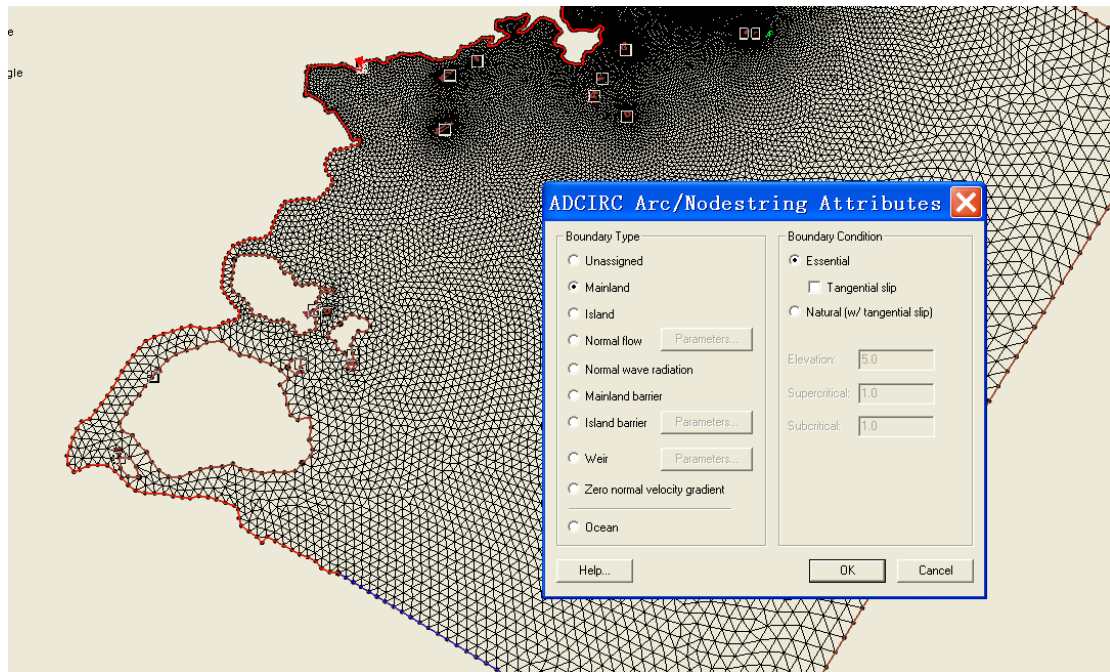 e
gle
ADCIRC Arc/Nodestring Attributes
Boundary Type
Unassigned
Mainland
Island
Normal flow
Parameters...
Normal wave radiation
Mainland barrier
Island barrier
Parameters...
Weir
Parameters...
Zero normal velocity gradient
Ocean
Boundary Condition
Essential
Tangential slip
Natural (w/ tangential slip)
Elevation:
5.0
Supercritical:
1.0
Subcritical:
1.0
Help...
OK
Cancel